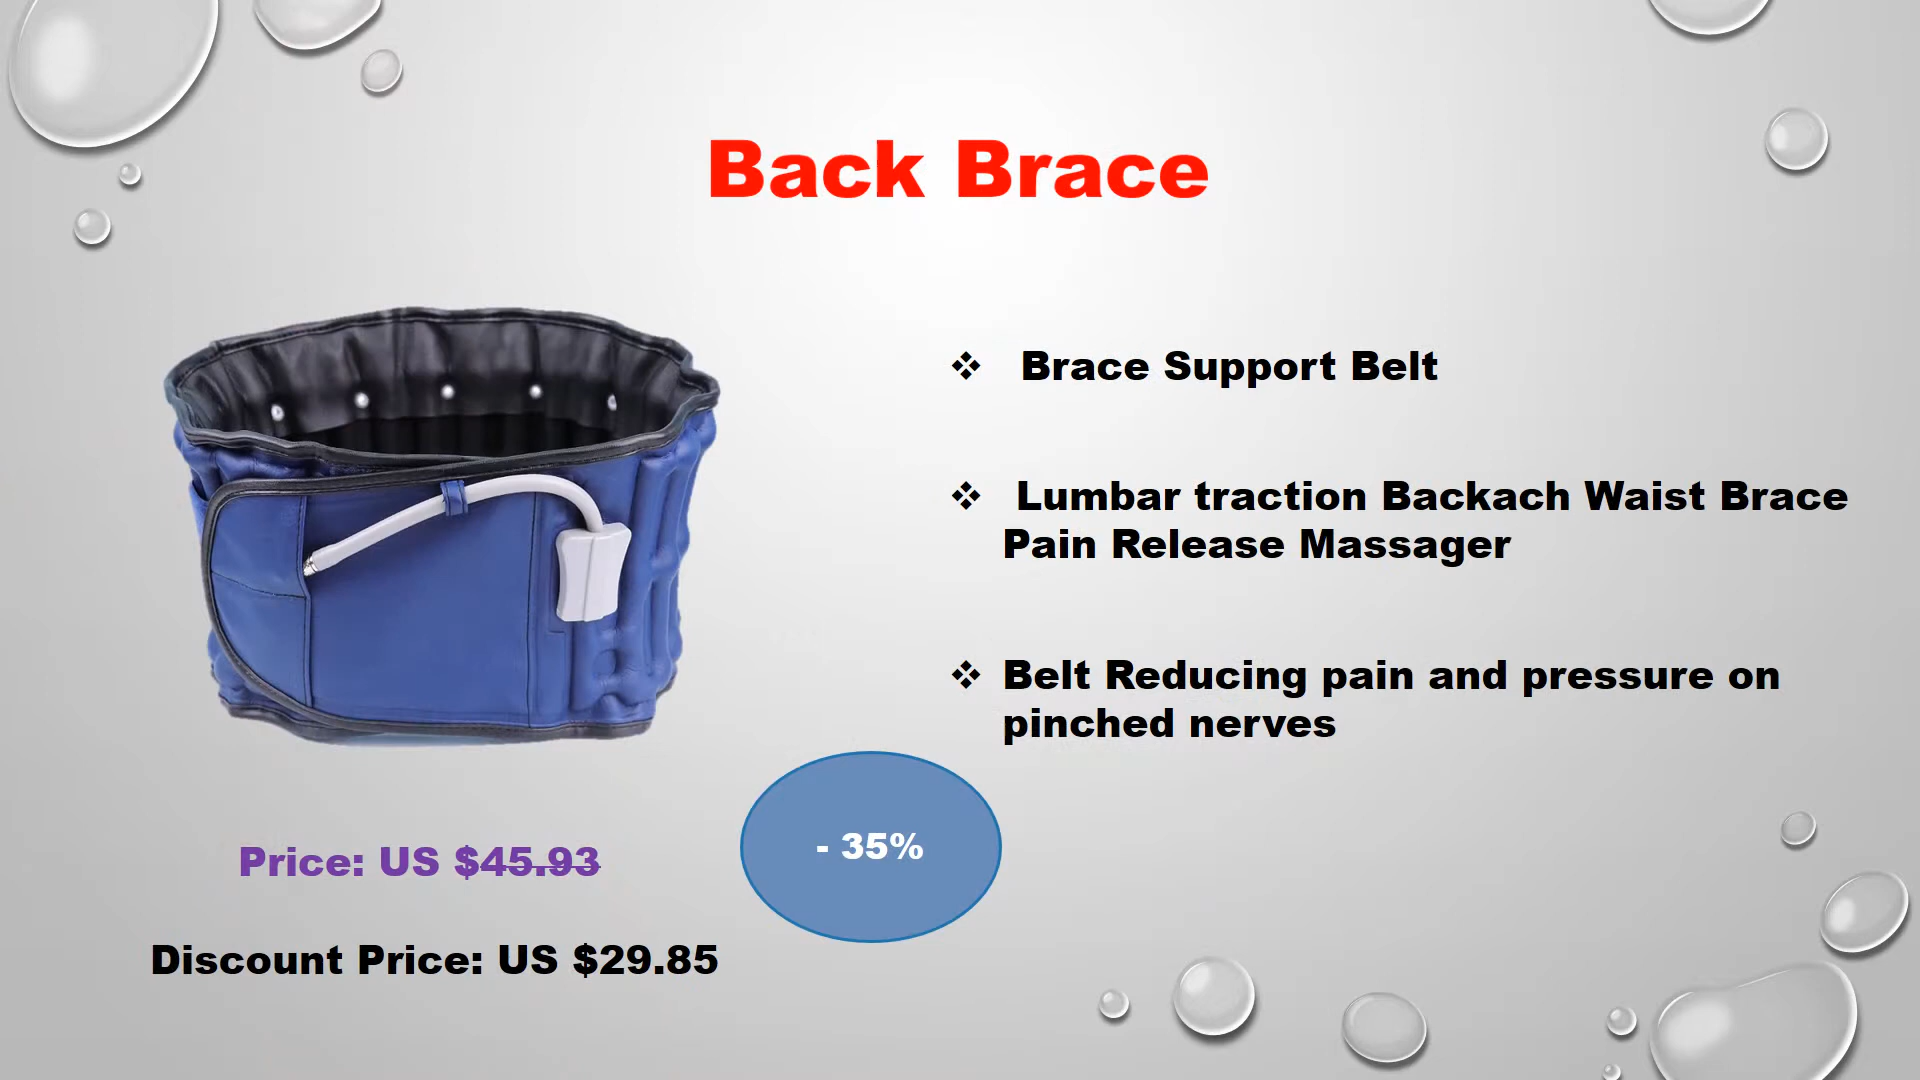 Back Brace
❖ Brace Support Belt
❖ Lumbar traction Backach Waist Brace
Pain Release Massager
❖ Belt Reducing pain and pressure on
pinched nerves
- 35%
Price: US $45.93
Discount Price: US $29.85